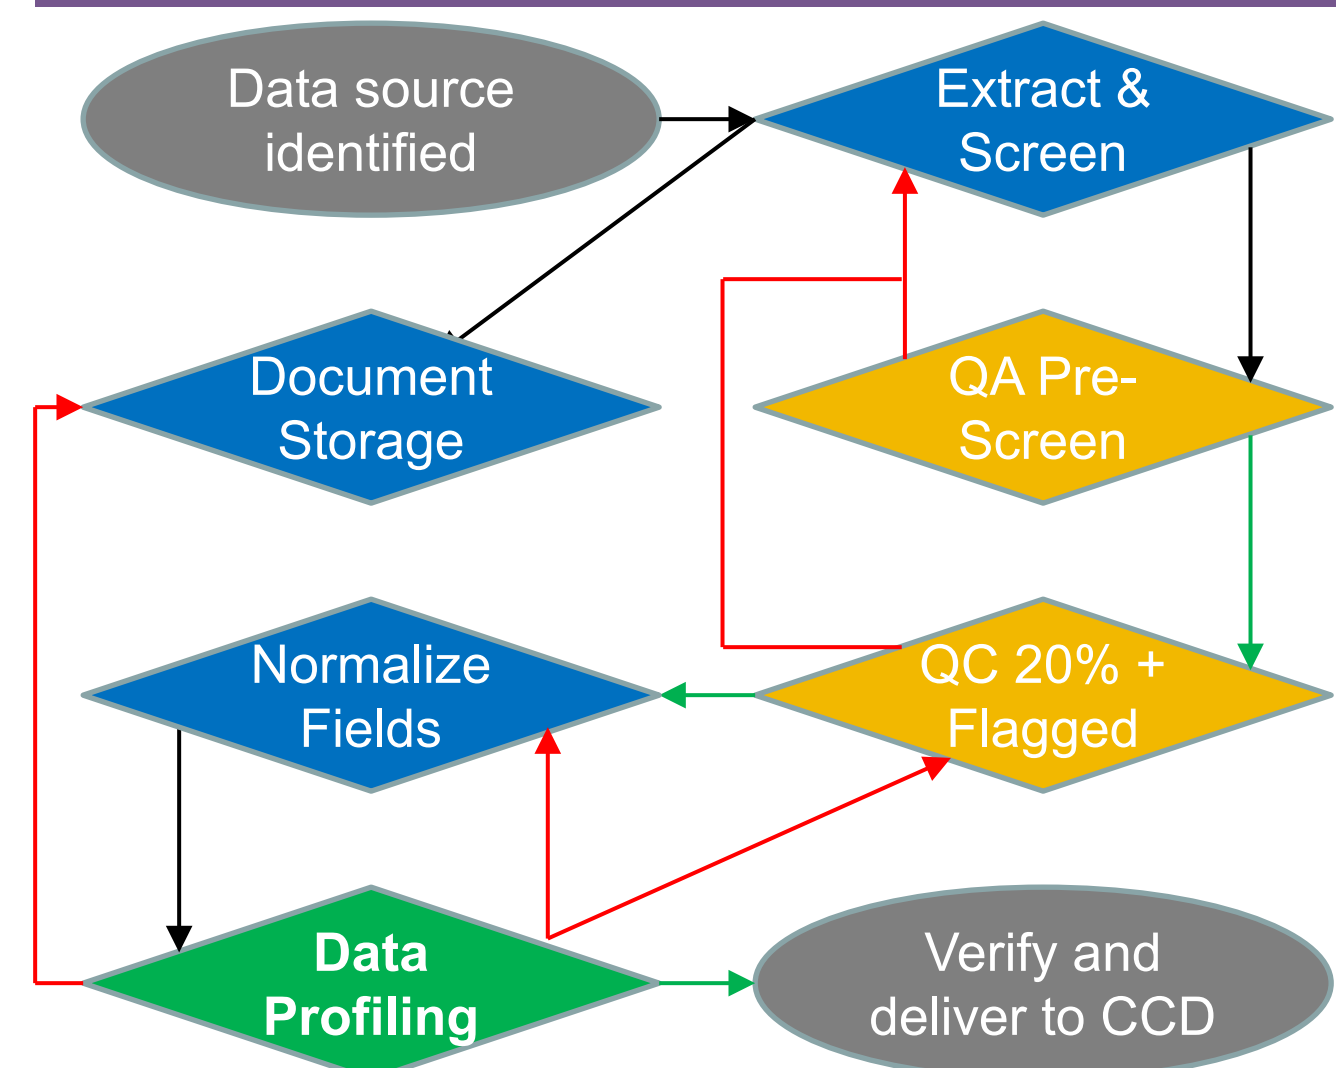 Data source
identified
Extract &
Screen
Document
Storage
QA Pre-
Screen
Normalize
Fields
QC 20% +
Flagged
Data
Profiling
Verify and
deliver to CCD